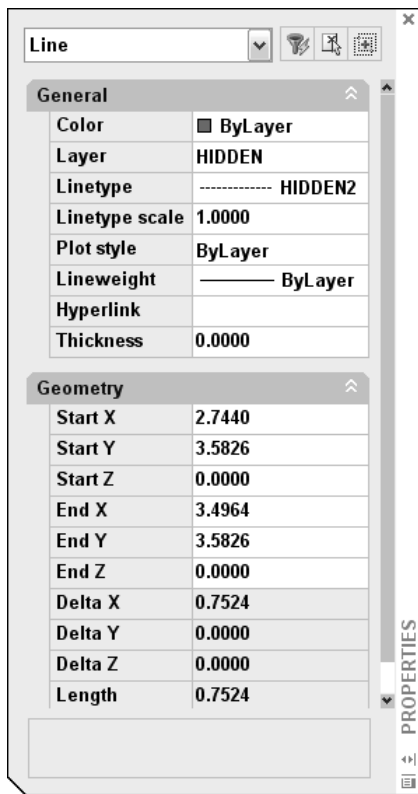 Line
General
Color ByLayer
Layer HIDDEN
Linetype HIDDEN2
Linetype scale 1.0000
Plot style ByLayer
Lineweight ByLayer
Hyperlink
Thickness 0.0000
Geometry
Start X 2.7440
Start Y 3.5826
Start Z 0.0000
End X 3.4964
End Y 3.5826
End Z 0.0000
Delta X 0.7524
Delta Y 0.0000
Delta Z 0.0000
Length 0.7524
PROPERTIES